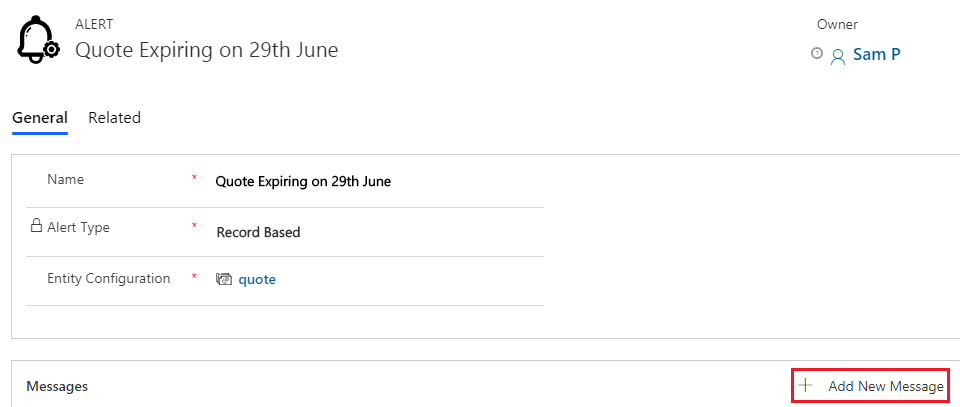 ALERT
Quote Expiring on 29th June
Owner
Sam P
General Related
Name * Quote Expiring on 29th June
Alert Type * Record Based
Entity Configuration * quote
Messages
+ Add New Message